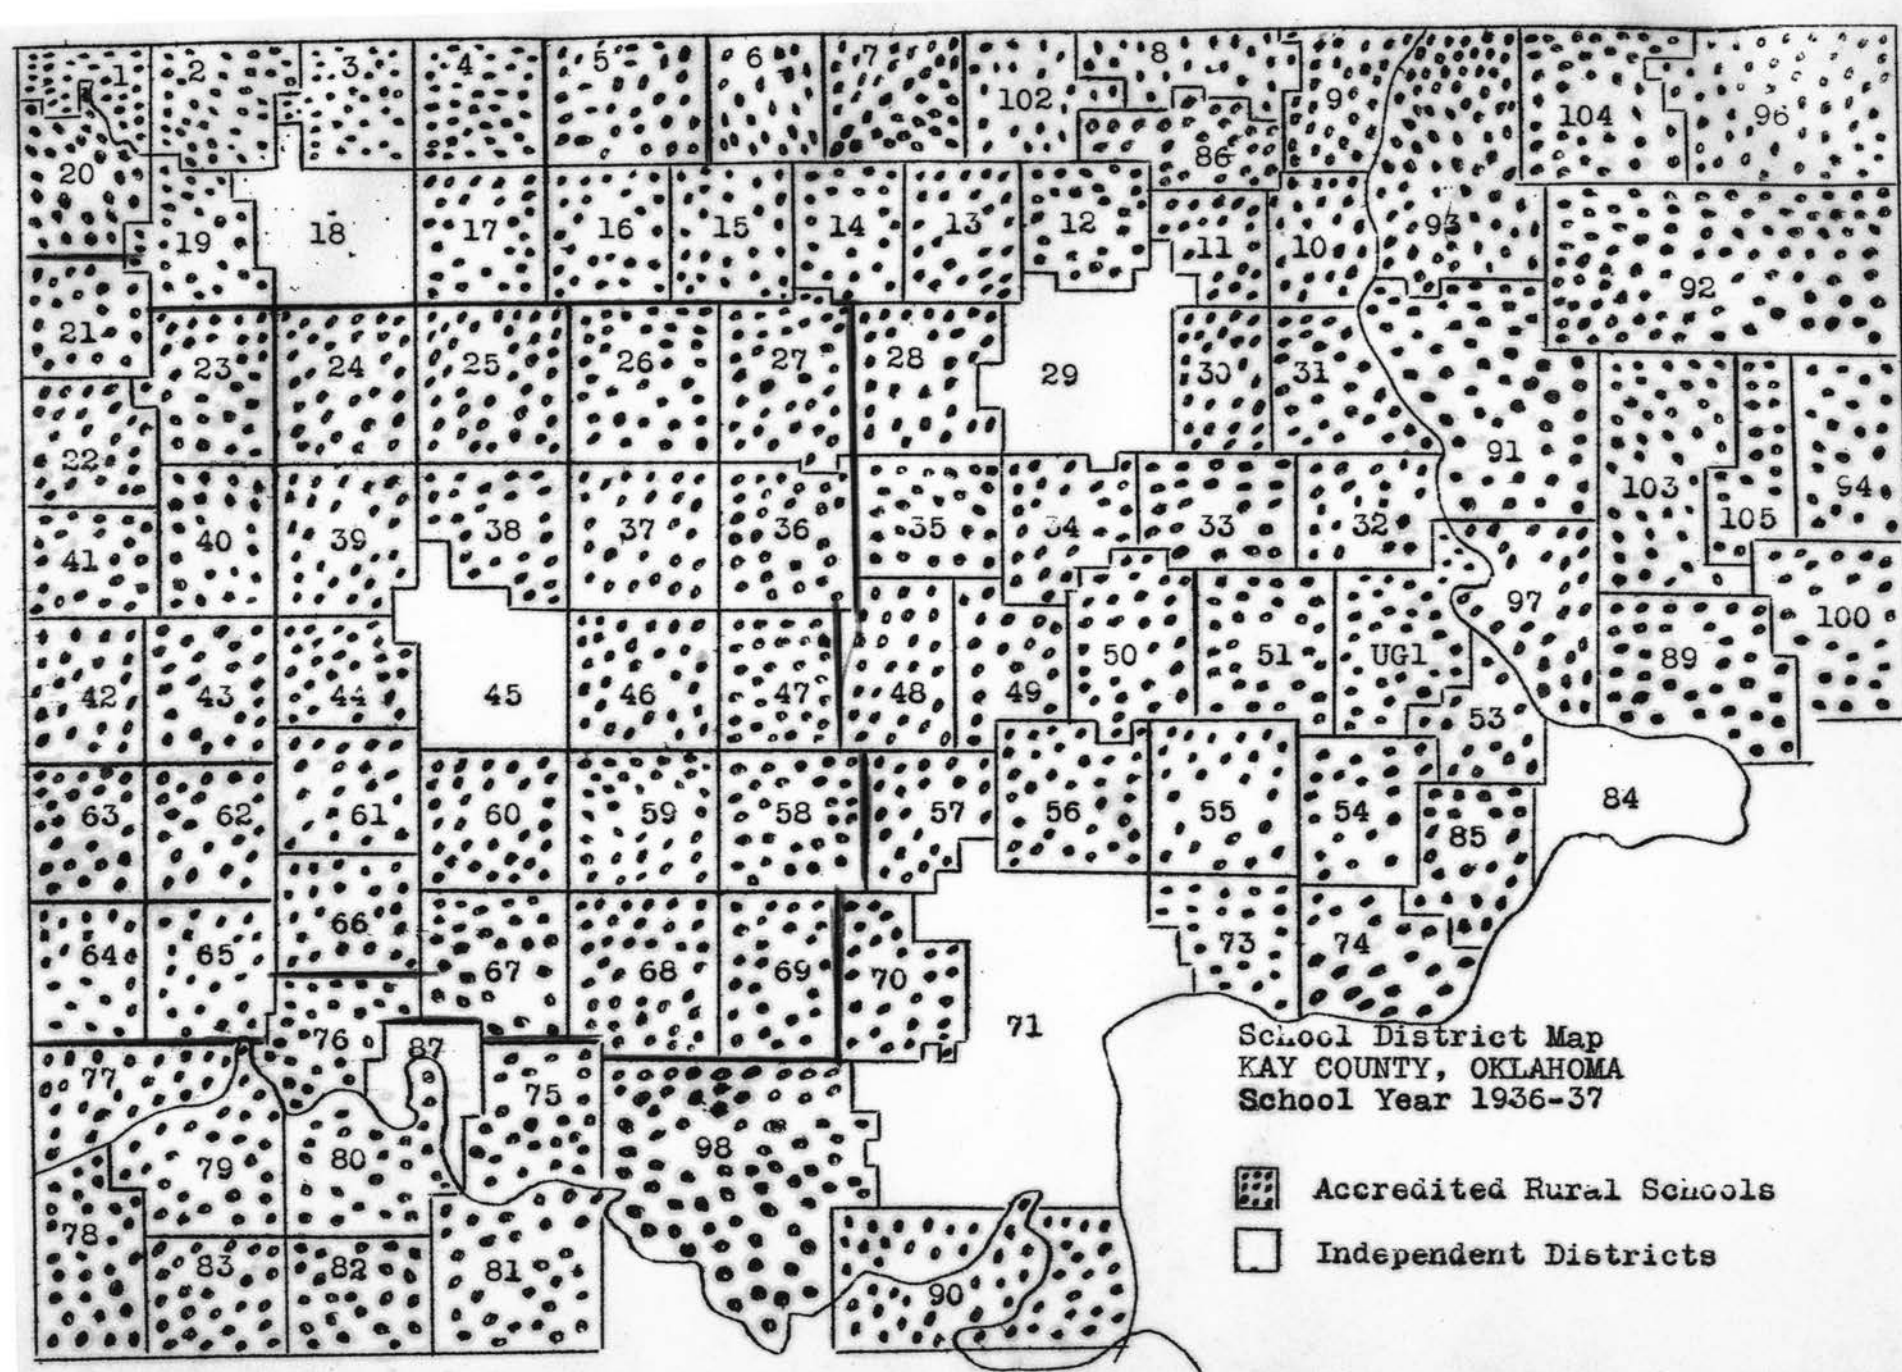 1 2 3 4 5 6 7 102 8 9 104 96
20 86
19 18 17 16 15 14 13 12 11 10 93
92
21 23 24 25 26 27 28 29 30 31
22 91 103 94
41 40 39 38 37 36 35 34 33 32 105
97 100
42 43 44 45 46 47 48 49 50 51 UG1 89
53
63 62 61 60 59 58 57 56 55 54 85 84
64 65 66 67 68 69 70 73 74
71
76 87
77 75
79 80 98
78
83 82 81 90
School District Map
KAY COUNTY, OKLAHOMA
School Year 1936-37
Accredited Rural Schools
Independent Districts